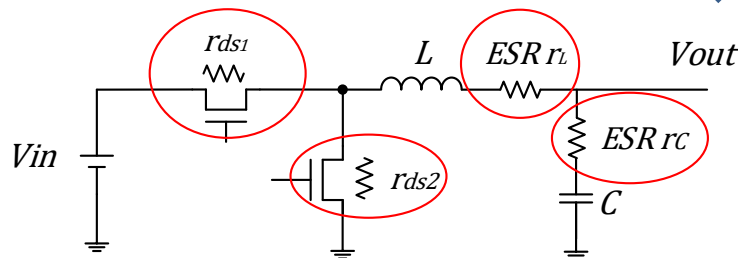 rds1
L
ESR rL
Vout
Vin
rds2
ESR rC
C